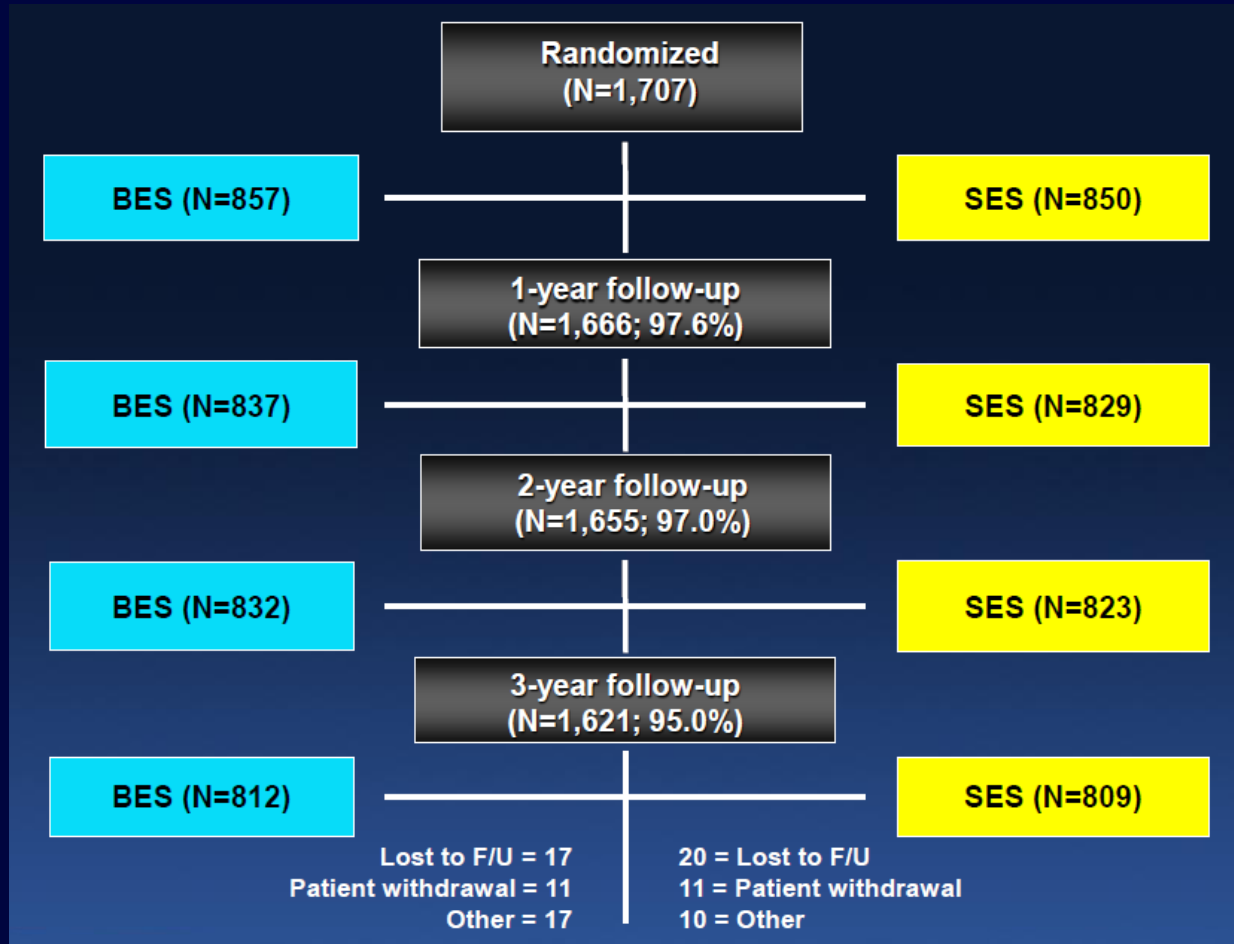 Randomized
(N=1,707)
BES (N=857)
SES (N=850)
1-year follow-up
(N=1,666; 97.6%)
BES (N=837)
SES (N=829)
2-year follow-up
(N=1,655; 97.0%)
BES (N=832)
SES (N=823)
3-year follow-up
(N=1,621; 95.0%)
BES (N=812)
SES (N=809)
Lost to F/U = 17
Patient withdrawal = 11
Other = 17
20 = Lost to F/U
11 = Patient withdrawal
10 = Other